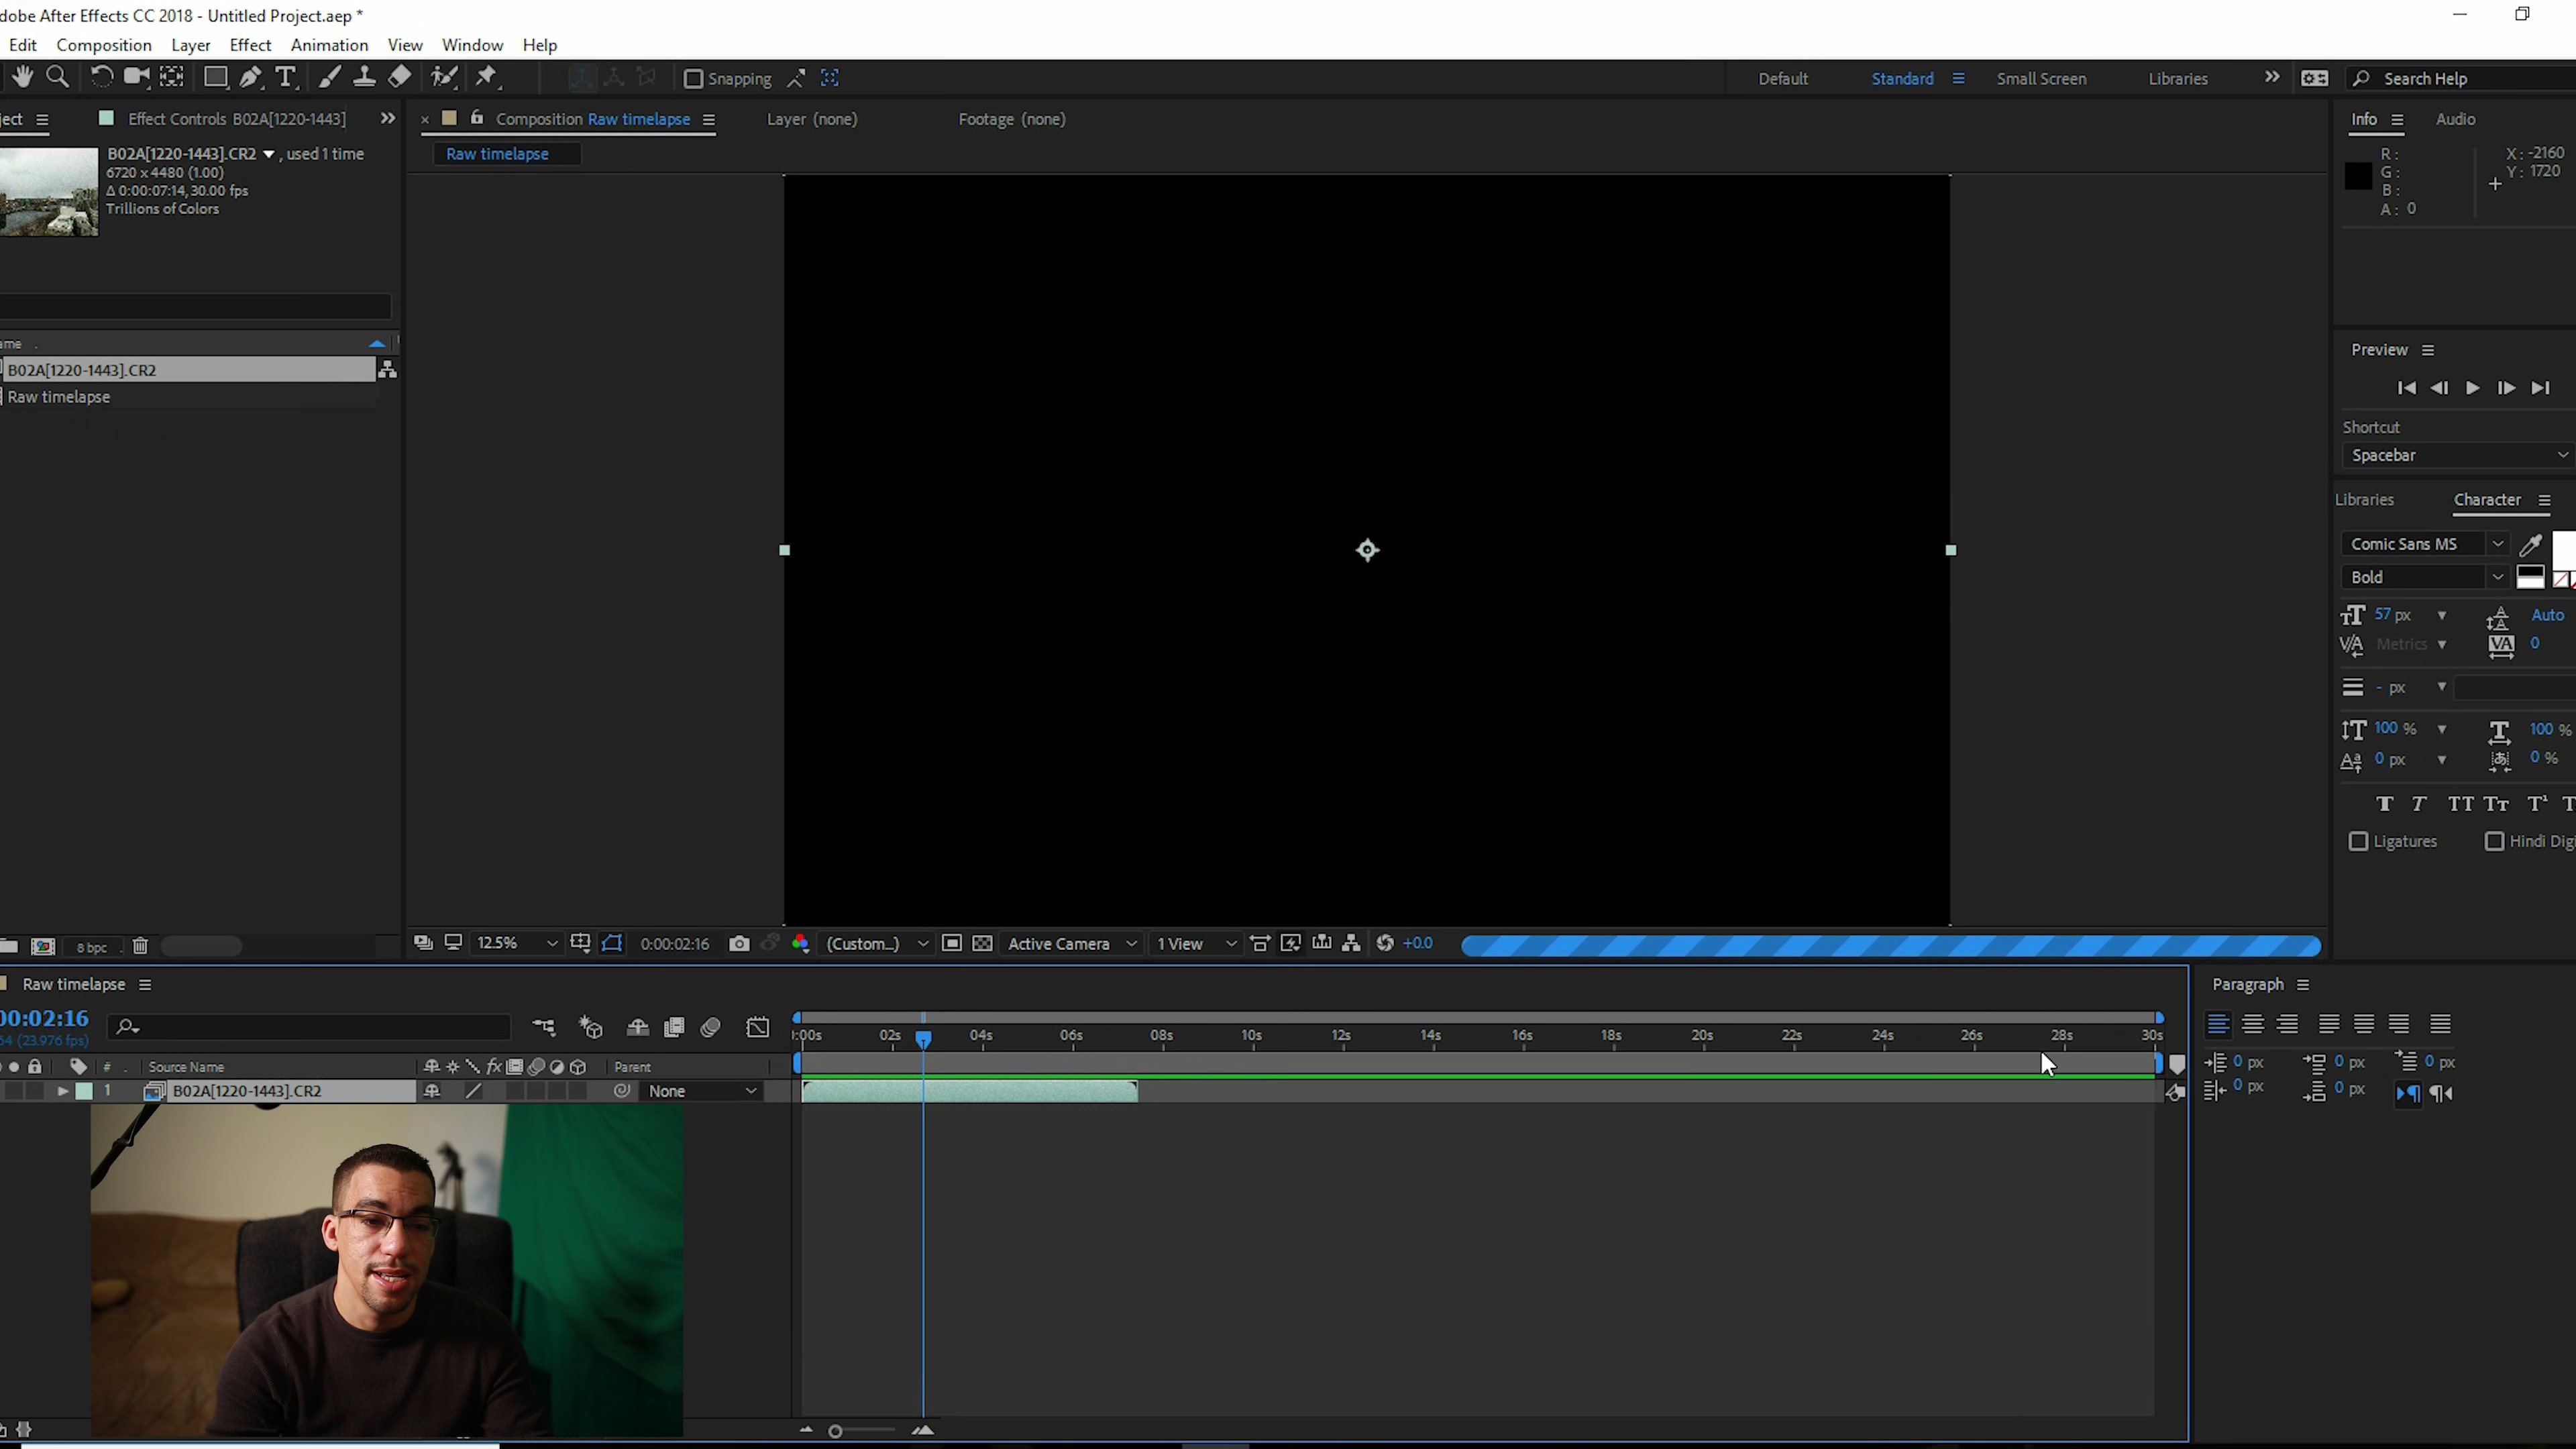 dobe After Effects CC 2018 - Untitled Project.aep *
Edit Composition Layer Effect Animation View Window Help
Snapping Default Standard Small Screen Libraries Search Help
ject Effect Controls B02A[1220-1443] Composition Raw timelapse Layer (none) Footage (none) Info Audio
Raw timelapse
B02A[1220-1443].CR2 , used 1 time
6720 x 4480 (1.00)
Δ 0:00:07:14, 30.00 fps
Trillions of Colors
R:
G:
B:
A: 0
X: -2160
Y: 1720
Preview
Shortcut
Spacebar
ame
B02A[1220-1443].CR2
Raw timelapse
Libraries Character
Comic Sans MS
Bold
57 px Auto
Metrics 0
- px
100 % 100 %
0 px 0 %
Ligatures Hindi Dig
8 bpc 12.5% 0:00:02:16 (Custom...) Active Camera 1 View +0.0
Raw timelapse
00:02:16
64 (23.976 fps)
:00s 02s 04s 06s 08s 10s 12s 14s 16s 18s 20s 22s 24s 26s 28s 30s
# Source Name Parent
1 B02A[1220-1443].CR2 None
Paragraph
0 px 0 px 0 px
0 px 0 px